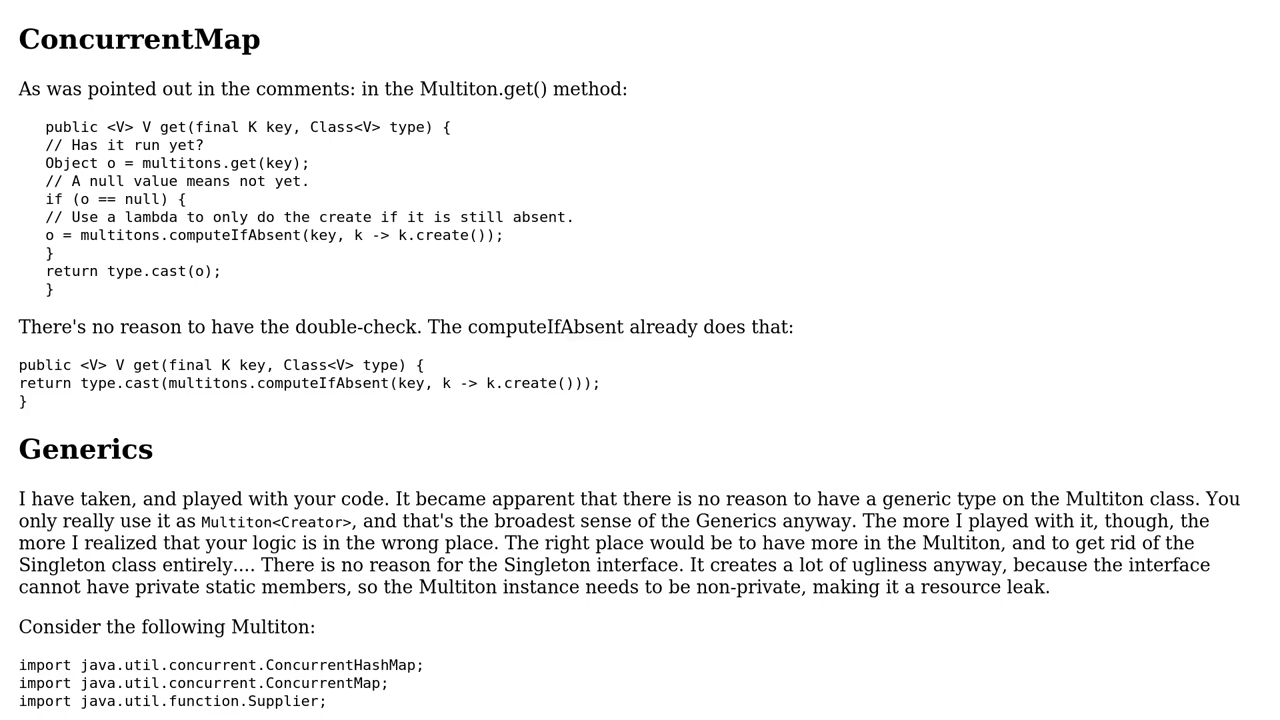 ConcurrentMap
As was pointed out in the comments: in the Multiton.get() method:
public <V> V get(final K key, Class<V> type) {
// Has it run yet?
Object o = multitons.get(key);
// A null value means not yet.
if (o == null) {
// Use a lambda to only do the create if it is still absent.
o = multitons.computeIfAbsent(key, k -> k.create());
}
return type.cast(o);
}
There's no reason to have the double-check. The computeIfAbsent already does that:
public <V> V get(final K key, Class<V> type) {
return type.cast(multitons.computeIfAbsent(key, k -> k.create()));
}
Generics
I have taken, and played with your code. It became apparent that there is no reason to have a generic type on the Multiton class. You
only really use it as Multiton<Creator>, and that's the broadest sense of the Generics anyway. The more I played with it, though, the
more I realized that your logic is in the wrong place. The right place would be to have more in the Multiton, and to get rid of the
Singleton class entirely.... There is no reason for the Singleton interface. It creates a lot of ugliness anyway, because the interface
cannot have private static members, so the Multiton instance needs to be non-private, making it a resource leak.
Consider the following Multiton:
import java.util.concurrent.ConcurrentHashMap;
import java.util.concurrent.ConcurrentMap;
import java.util.function.Supplier;